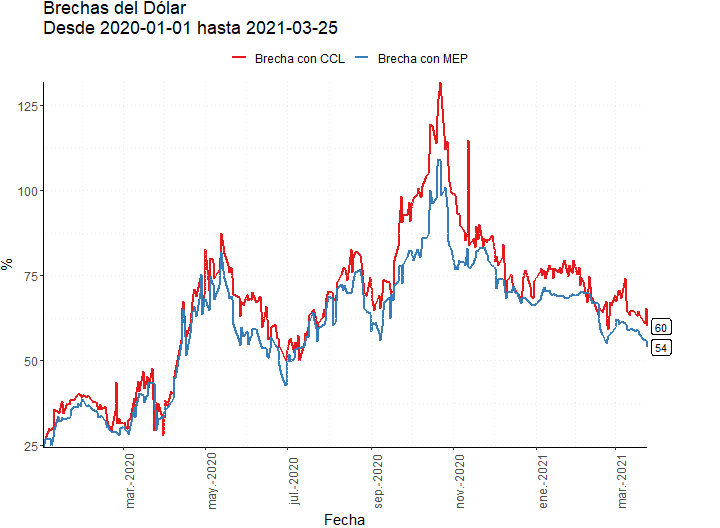 Brechas del Dólar
Desde 2020-01-01 hasta 2021-03-25
Brecha con CCL Brecha con MEP
125
100
75
50
25
%
60
54
mar.-2020 may.-2020 jul.-2020 sep.-2020 nov.-2020 ene.-2021 mar.-2021
Fecha